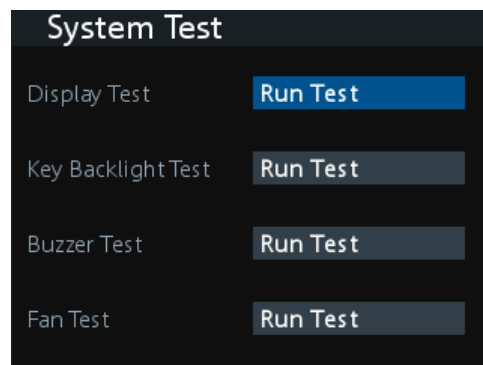 System Test
Display Test Run Test
Key Backlight Test Run Test
Buzzer Test Run Test
Fan Test Run Test